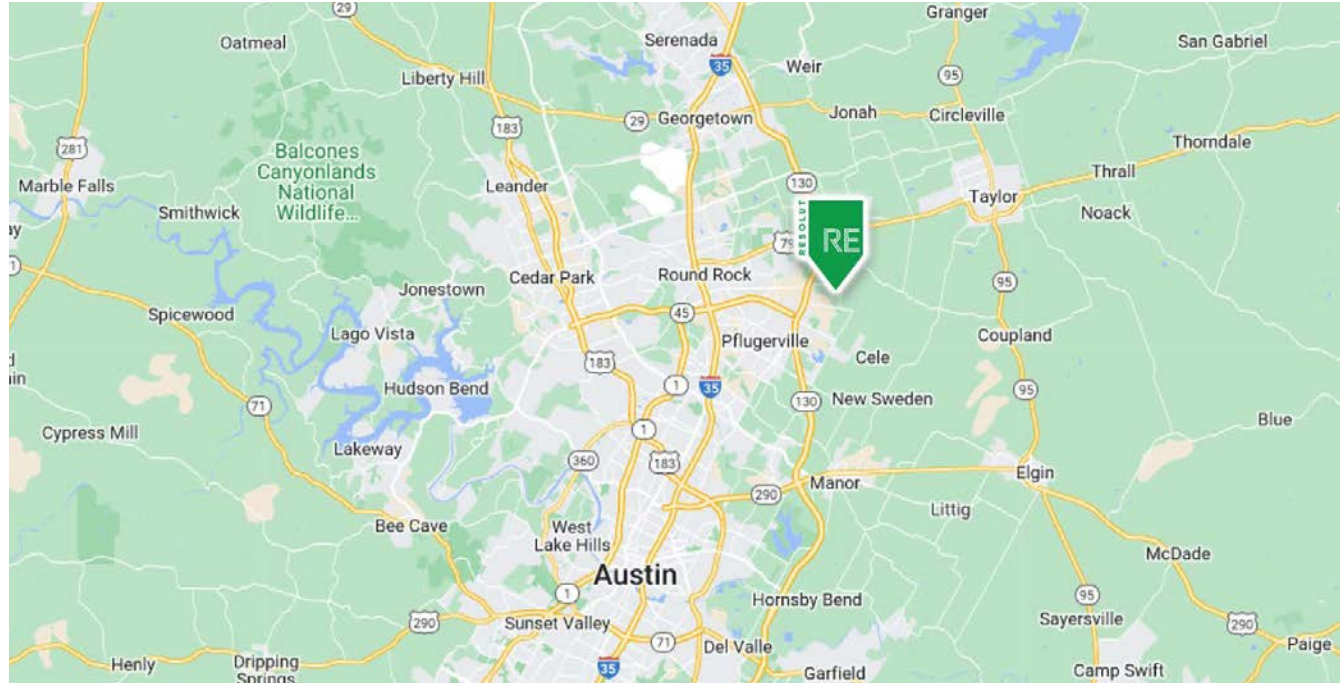 29
Granger
Oatmeal
Serenada
San Gabriel
35
Weir
Liberty Hill
95
29
Jonah
Circleville
183
Georgetown
281
Balcones
Canyonlands
National
Wildlife...
Thorndale
Thrall
Marble Falls
Leander
130
Taylor
Smithwick
Noack
RESOLUT
RE
79
1
Cedar Park
Round Rock
95
Jonestown
Spicewood
45
Lago Vista
Pflugerville
Coupland
Cele
183
Hudson Bend
1
35
95
71
130
New Sweden
Blue
Cypress Mill
1
Lakeway
360
183
Elgin
Manor
290
Littig
Bee Cave
West
Lake Hills
McDade
Austin
1
Hornsby Bend
95
290
Sunset Valley
Sayersville
290
71
Del Valle
Paige
Henly
Dripping
Springs
35
Garfield
Camp Swift